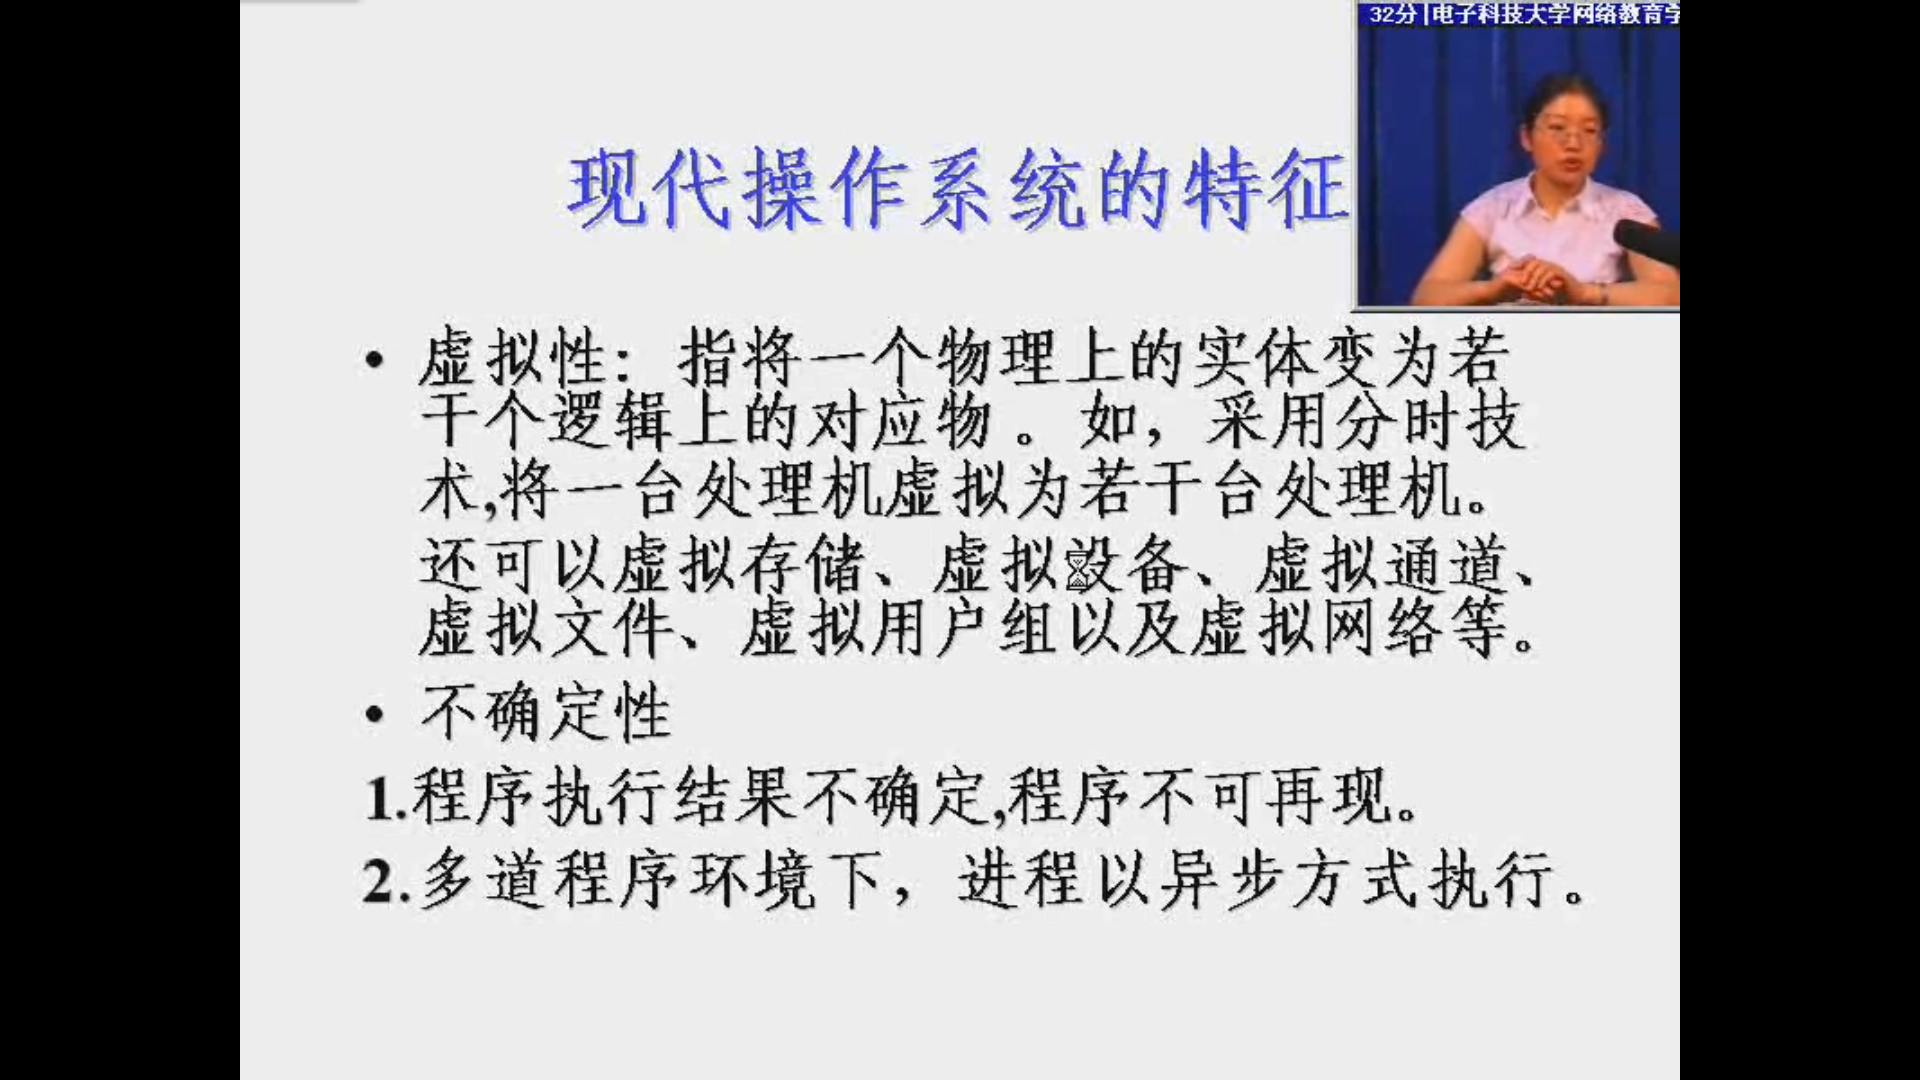 32分|电子科技大学网络教育学
现代操作系统的特征
• 虚拟性：指将一个物理上的实体变为若
干个逻辑上的对应物。如，采用分时技
术,将一台处理机虚拟为若干台处理机。
还可以虚拟存储、虚拟设备、虚拟通道、
虚拟文件、虚拟用户组以及虚拟网络等。
• 不确定性
1.程序执行结果不确定,程序不可再现。
2.多道程序环境下，进程以异步方式执行。